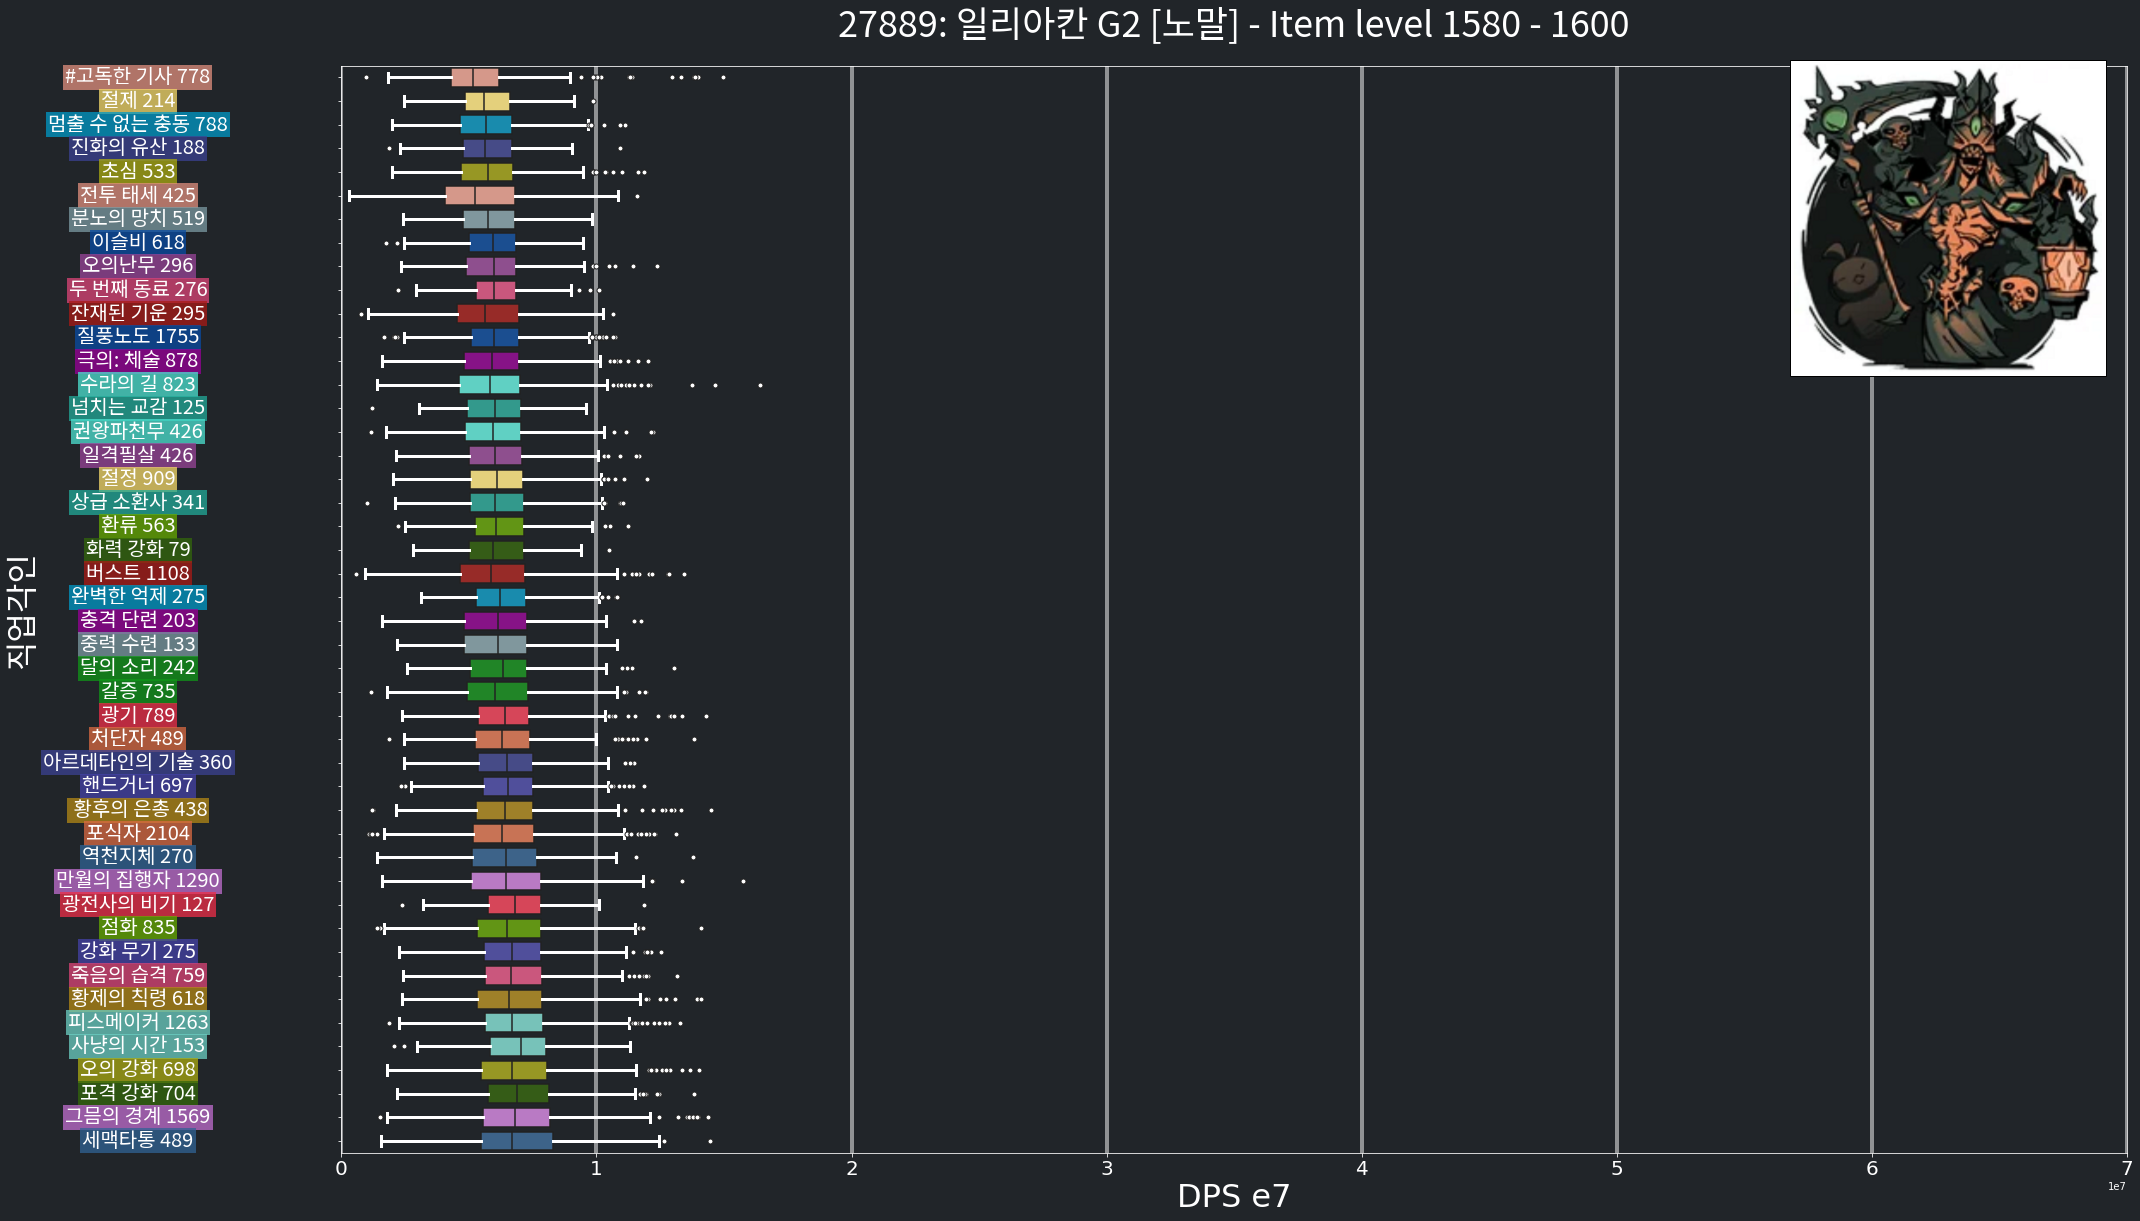 27889: 일리아칸 G2 [노말] - Item level 1580 - 1600
#고독한 기사 778
절제 214
멈출 수 없는 충동 788
진화의 유산 188
초심 533
전투 태세 425
분노의 망치 519
이슬비 618
오의난무 296
두 번째 동료 276
잔재된 기운 295
질풍노도 1755
극의: 체술 878
수라의 길 823
넘치는 교감 125
권왕파천무 426
일격필살 426
절정 909
상급 소환사 341
환류 563
화력 강화 79
버스트 1108
완벽한 억제 275
충격 단련 203
중력 수련 133
달의 소리 242
갈증 735
광기 789
처단자 489
아르데타인의 기술 360
핸드거너 697
황후의 은총 438
포식자 2104
역천지체 270
만월의 집행자 1290
광전사의 비기 127
점화 835
강화 무기 275
죽음의 습격 759
황제의 칙령 618
피스메이커 1263
사냥의 시간 153
오의 강화 698
포격 강화 704
그믐의 경계 1569
세맥타통 489
직업각인
0 1 2 3 4 5 6 7
DPS e7
1e7